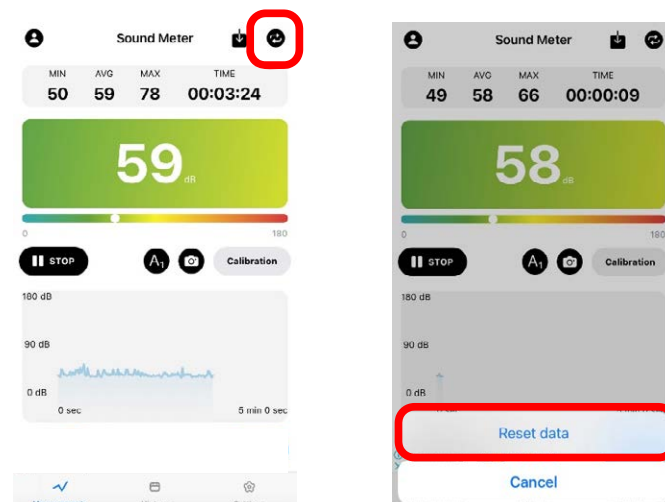 Sound Meter
MIN AVG MAX TIME
50 59 78 00:03:24
59 dB
0 180
STOP A1 Calibration
180 dB
90 dB
0 dB
0 sec 5 min 0 sec
Sound Meter
MIN AVG MAX TIME
49 58 66 00:00:09
58 dB
0 180
STOP A1 Calibration
180 dB
90 dB
0 dB
Reset data
Cancel